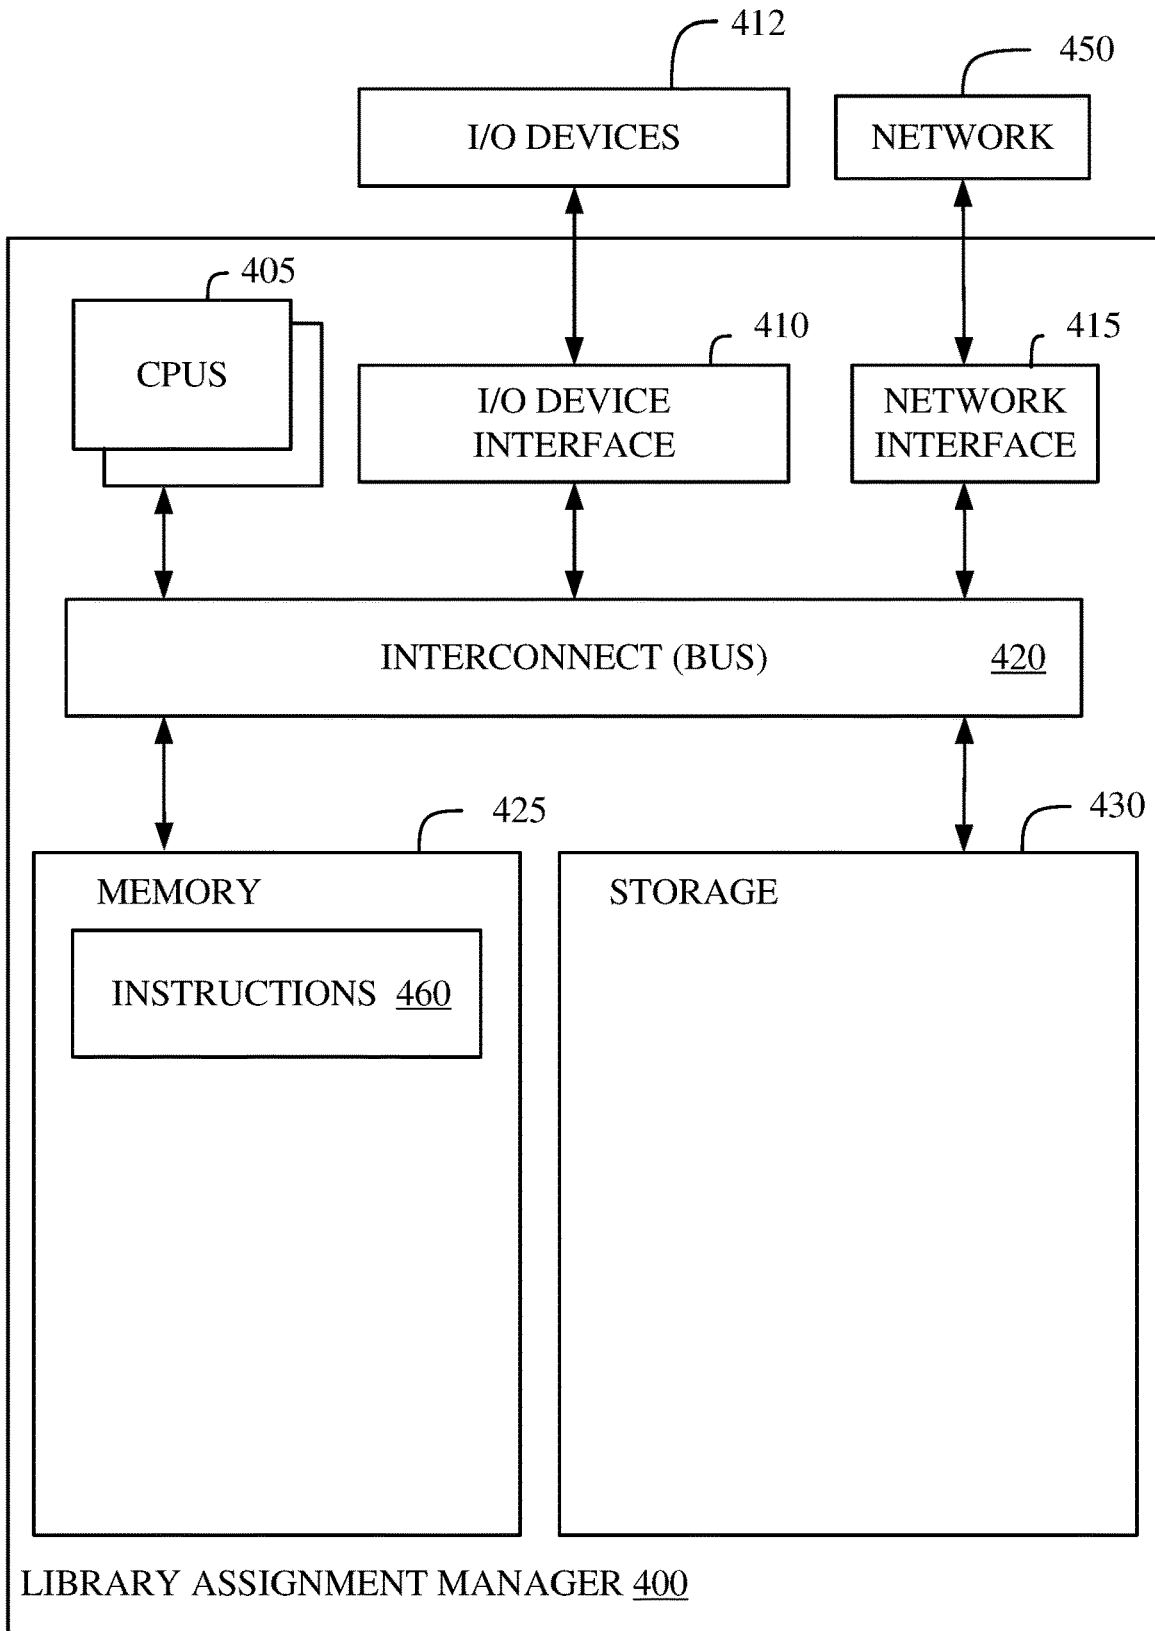 412
450
I/O DEVICES
NETWORK
405
410
415
CPUS
I/O DEVICE
INTERFACE
NETWORK
INTERFACE
INTERCONNECT (BUS) 420
425
430
MEMORY
STORAGE
INSTRUCTIONS 460
LIBRARY ASSIGNMENT MANAGER 400